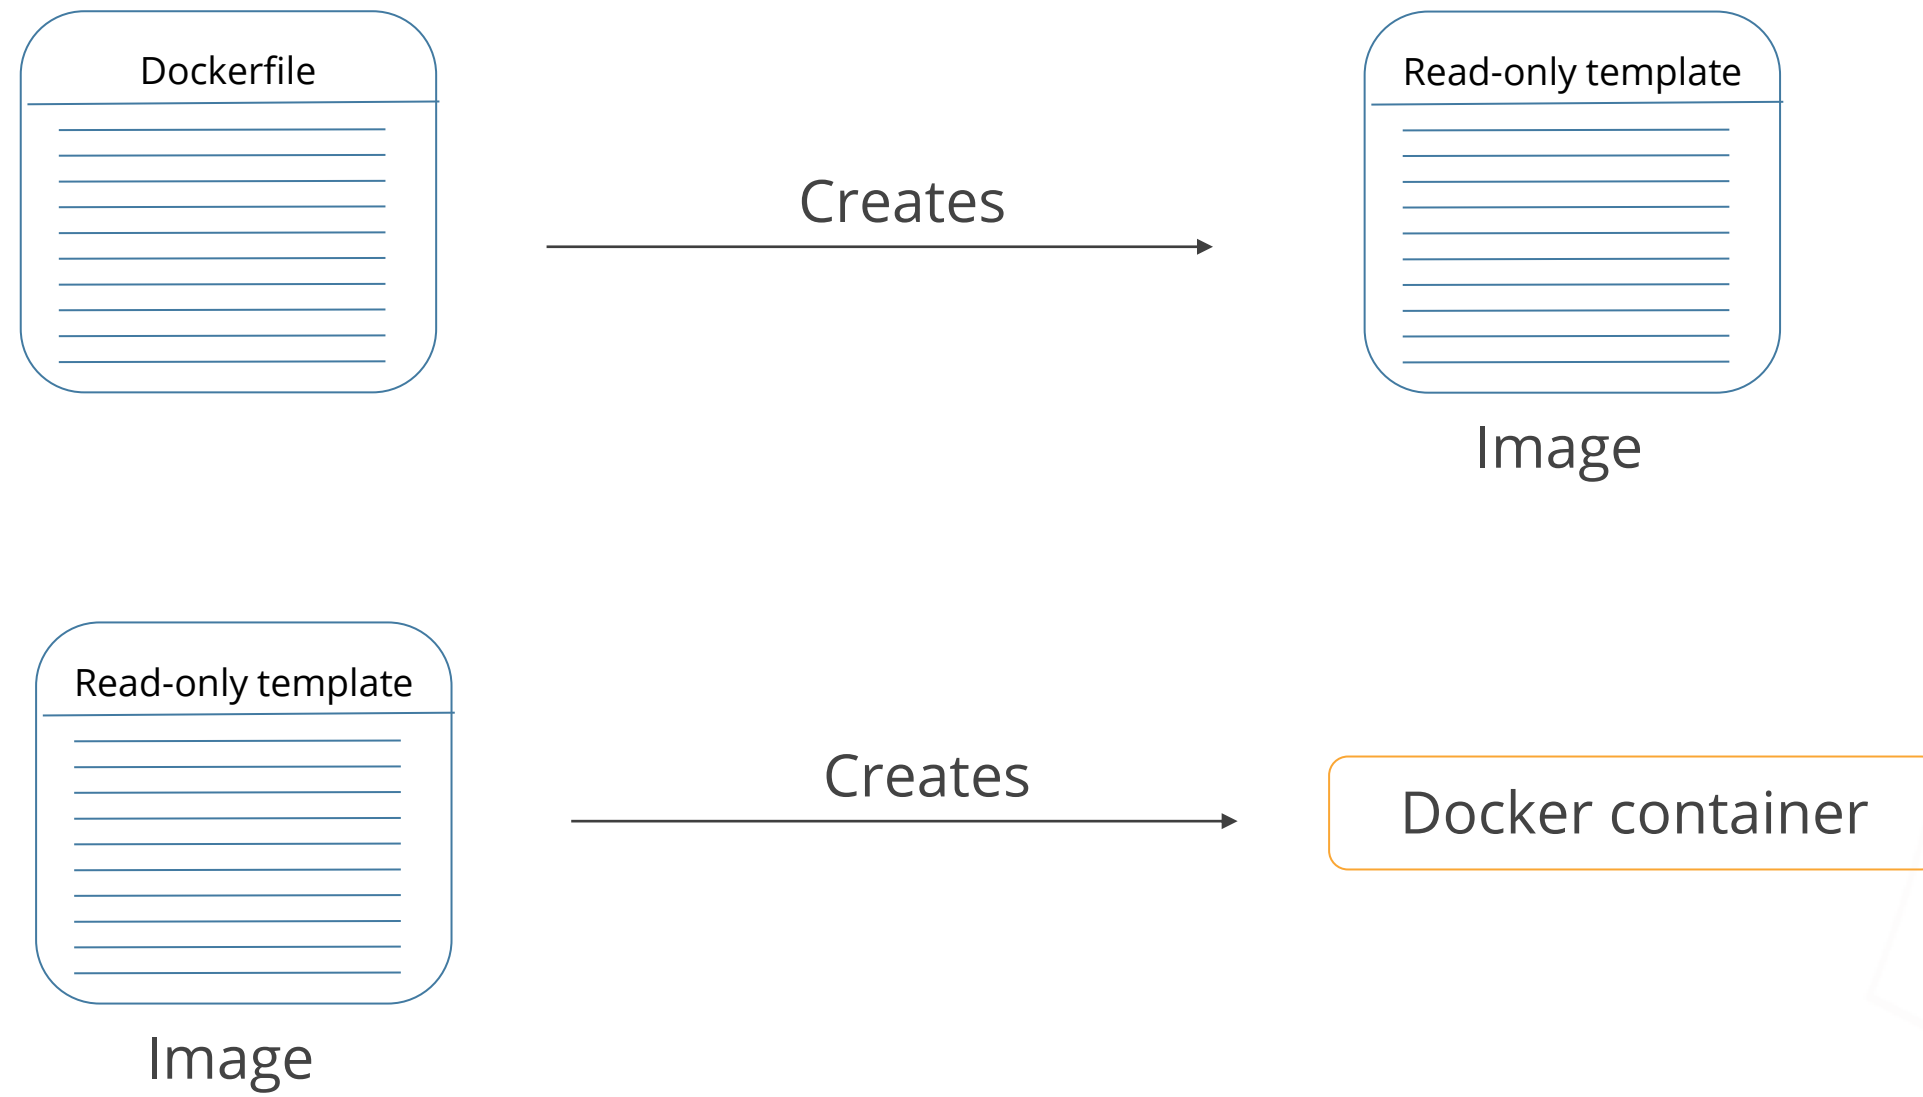 Dockerfile
Read-only template
Creates
Image
Read-only template
Creates
Docker container
Image